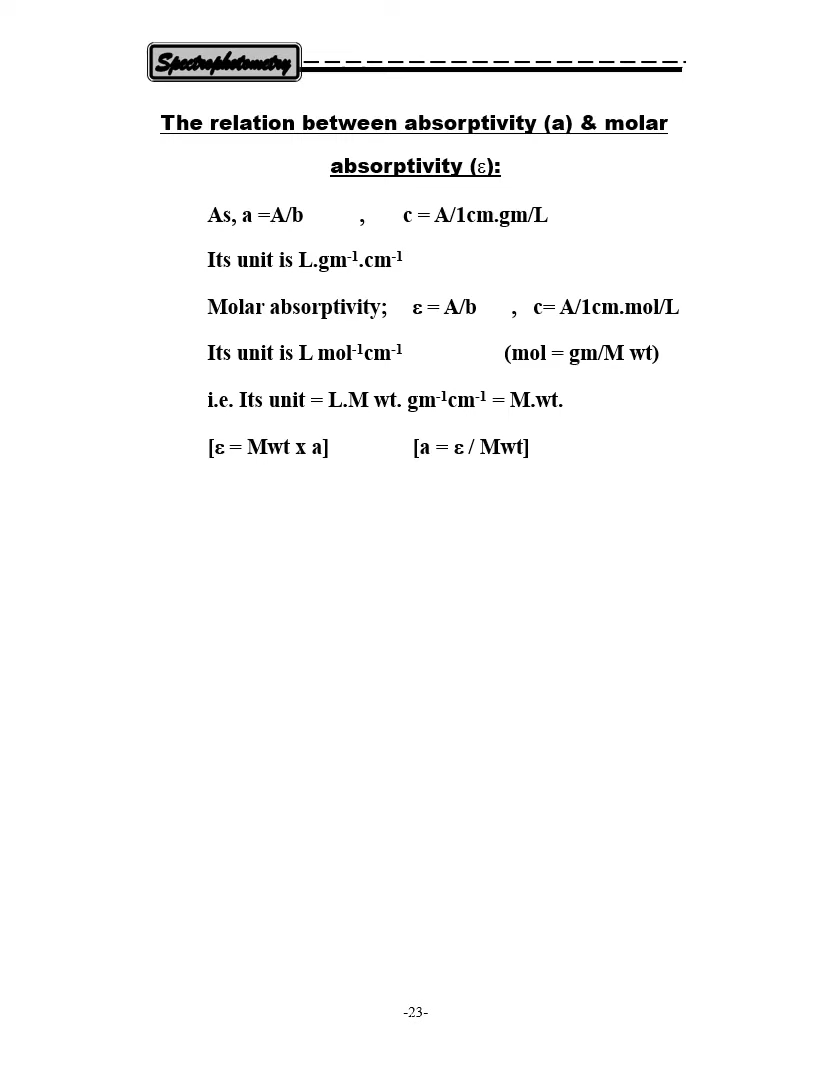 Spectrophotometry
The relation between absorptivity (a) & molar
absorptivity (ε):
As, a =A/b , c = A/1cm.gm/L
Its unit is L.gm⁻¹.cm⁻¹
Molar absorptivity; ε = A/b , c= A/1cm.mol/L
Its unit is L mol⁻¹cm⁻¹ (mol = gm/M wt)
i.e. Its unit = L.M wt. gm⁻¹cm⁻¹ = M.wt.
[ε = Mwt x a] [a = ε / Mwt]
-23-